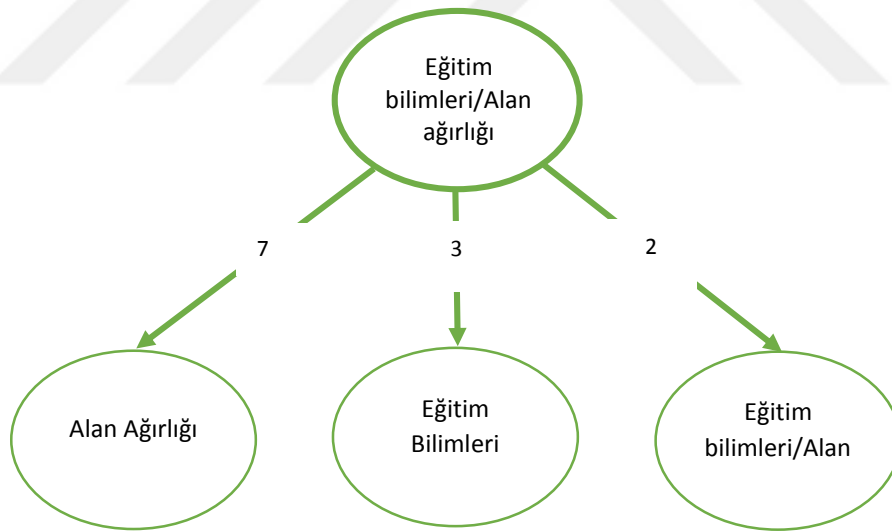 Eğitim
bilimleri/Alan
ağırlığı
7
3
2
Alan Ağırlığı
Eğitim
Bilimleri
Eğitim
bilimleri/Alan